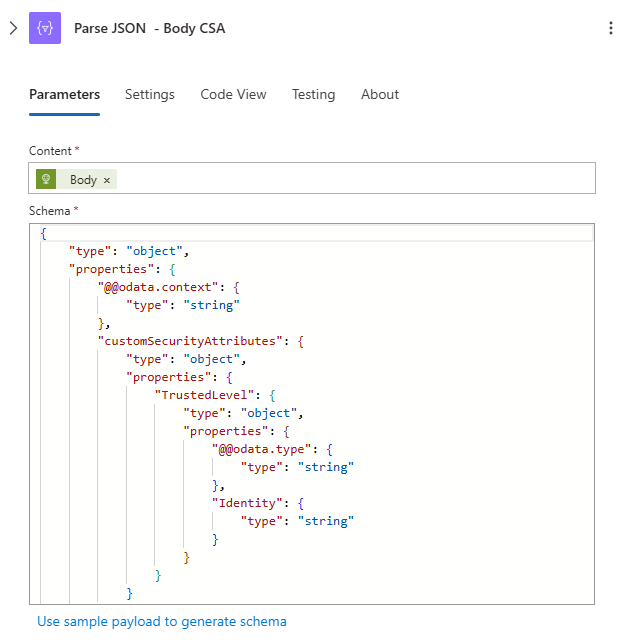 Parse JSON - Body CSA
Parameters Settings Code View Testing About
Content *
Body ×
Schema *
{
"type": "object",
"properties": {
"@@odata.context": {
"type": "string"
},
"customSecurityAttributes": {
"type": "object",
"properties": {
"TrustedLevel": {
"type": "object",
"properties": {
"@@odata.type": {
"type": "string"
},
"Identity": {
"type": "string"
}
}
}
}
Use sample payload to generate schema